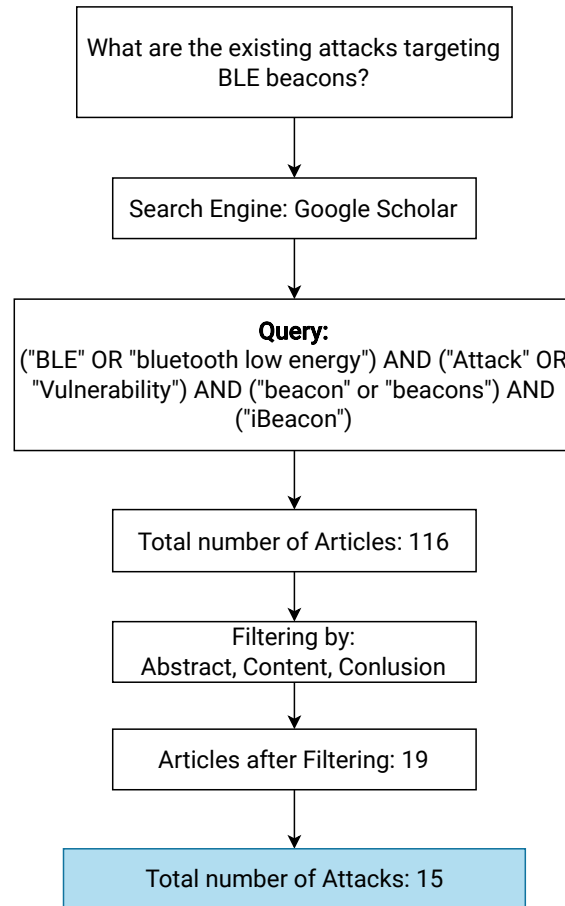 What are the existing attacks targeting
BLE beacons?
Search Engine: Google Scholar
Query:
("BLE" OR "bluetooth low energy") AND ("Attack" OR
"Vulnerability") AND ("beacon" or "beacons") AND
("iBeacon")
Total number of Articles: 116
Filtering by:
Abstract, Content, Conlusion
Articles after Filtering: 19
Total number of Attacks: 15